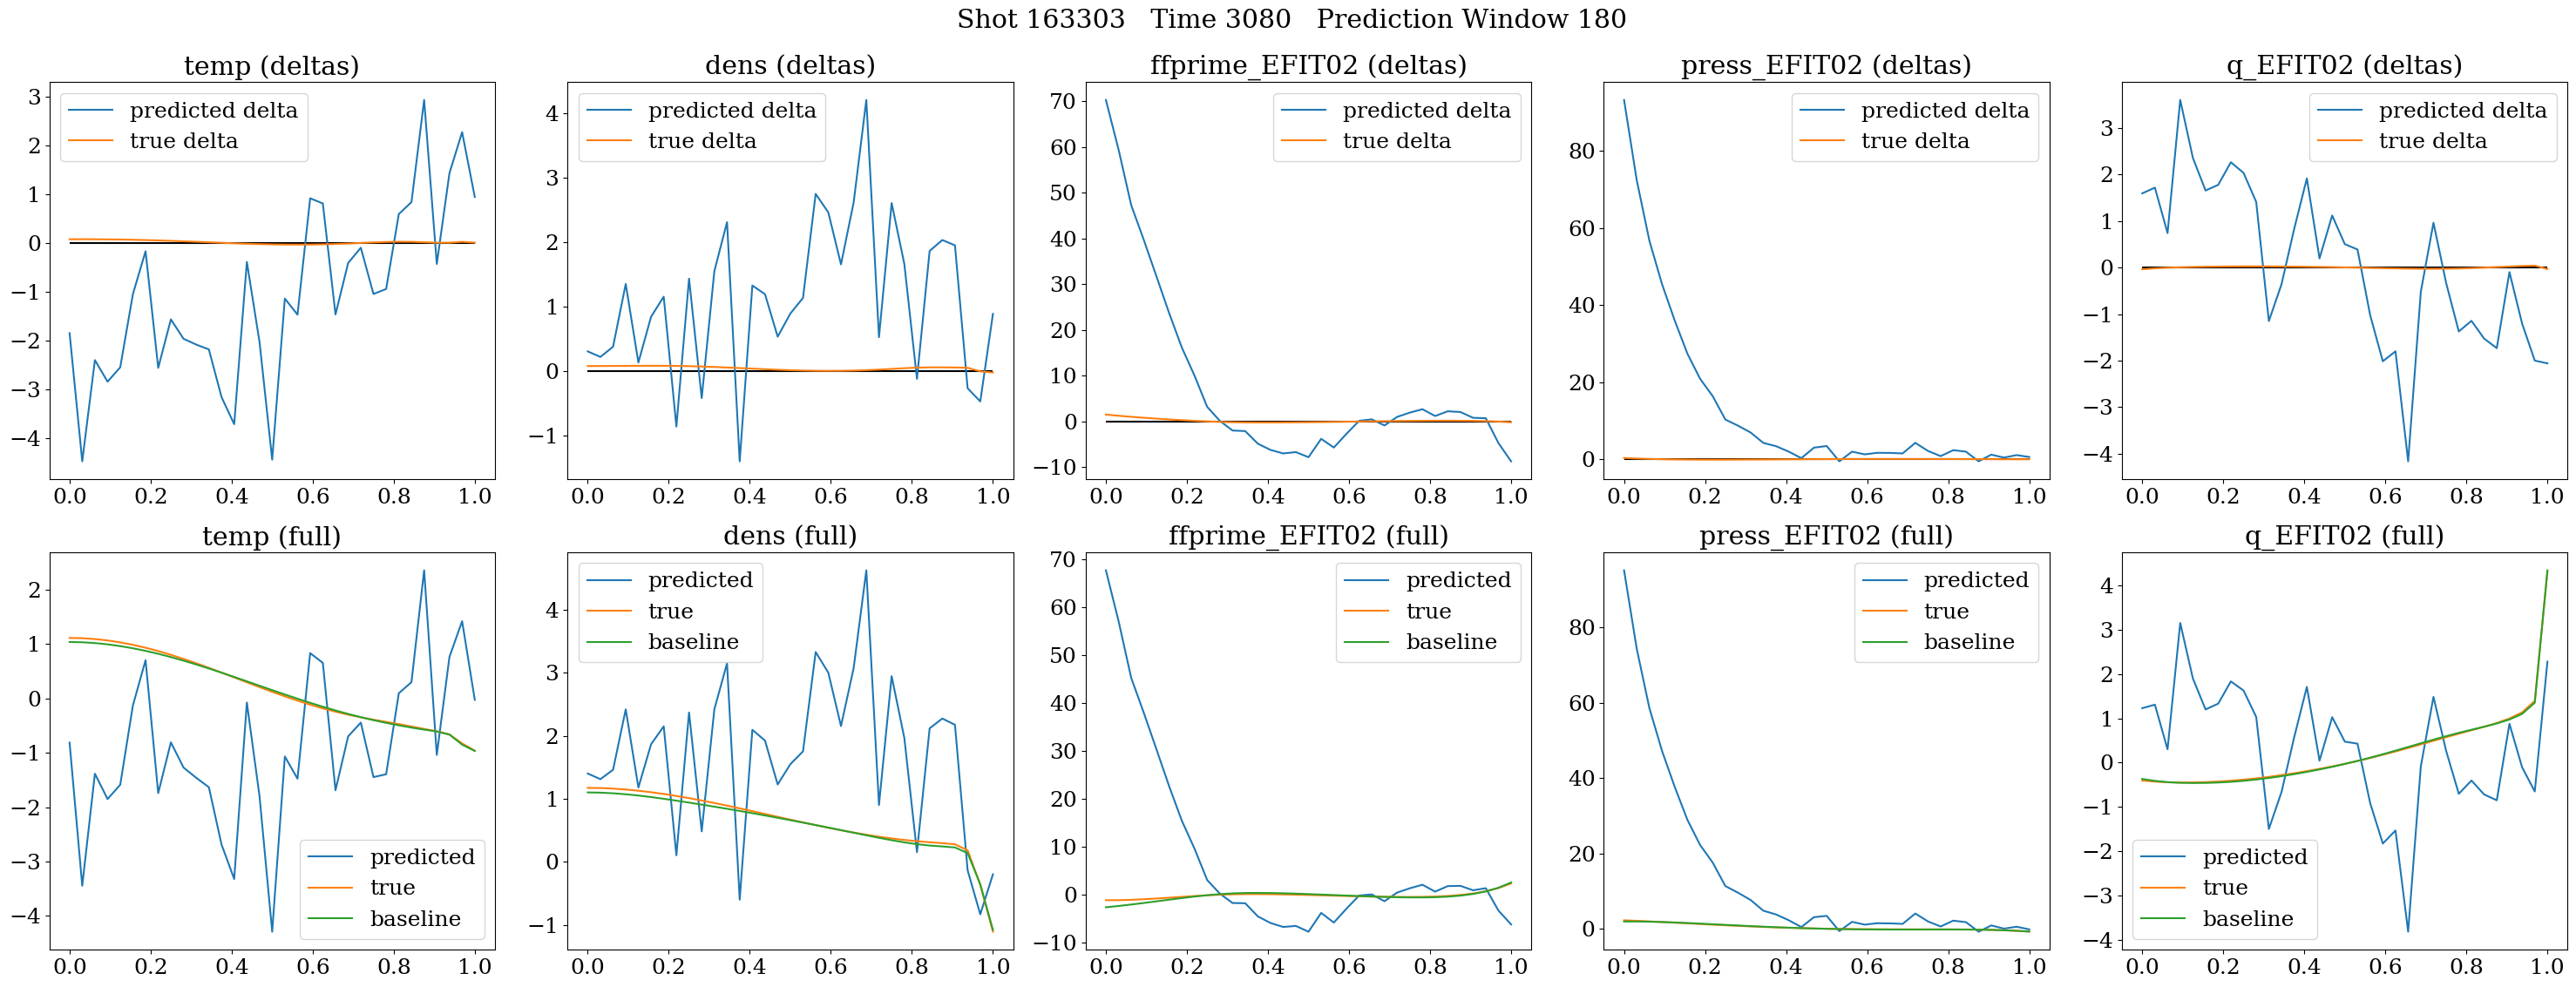 Shot 163303   Time 3080   Prediction Window 180
temp (deltas)
predicted delta
true delta
3
2
1
0
−1
−2
−3
−4
0.0 0.2 0.4 0.6 0.8 1.0
dens (deltas)
predicted delta
true delta
4
3
2
1
0
−1
0.0 0.2 0.4 0.6 0.8 1.0
ffprime_EFIT02 (deltas)
predicted delta
true delta
70
60
50
40
30
20
10
0
−10
0.0 0.2 0.4 0.6 0.8 1.0
press_EFIT02 (deltas)
predicted delta
true delta
80
60
40
20
0
0.0 0.2 0.4 0.6 0.8 1.0
q_EFIT02 (deltas)
predicted delta
true delta
3
2
1
0
−1
−2
−3
−4
0.0 0.2 0.4 0.6 0.8 1.0
temp (full)
predicted
true
baseline
2
1
0
−1
−2
−3
−4
0.0 0.2 0.4 0.6 0.8 1.0
dens (full)
predicted
true
baseline
4
3
2
1
0
−1
0.0 0.2 0.4 0.6 0.8 1.0
ffprime_EFIT02 (full)
predicted
true
baseline
70
60
50
40
30
20
10
0
−10
0.0 0.2 0.4 0.6 0.8 1.0
press_EFIT02 (full)
predicted
true
baseline
80
60
40
20
0
0.0 0.2 0.4 0.6 0.8 1.0
q_EFIT02 (full)
predicted
true
baseline
4
3
2
1
0
−1
−2
−3
−4
0.0 0.2 0.4 0.6 0.8 1.0